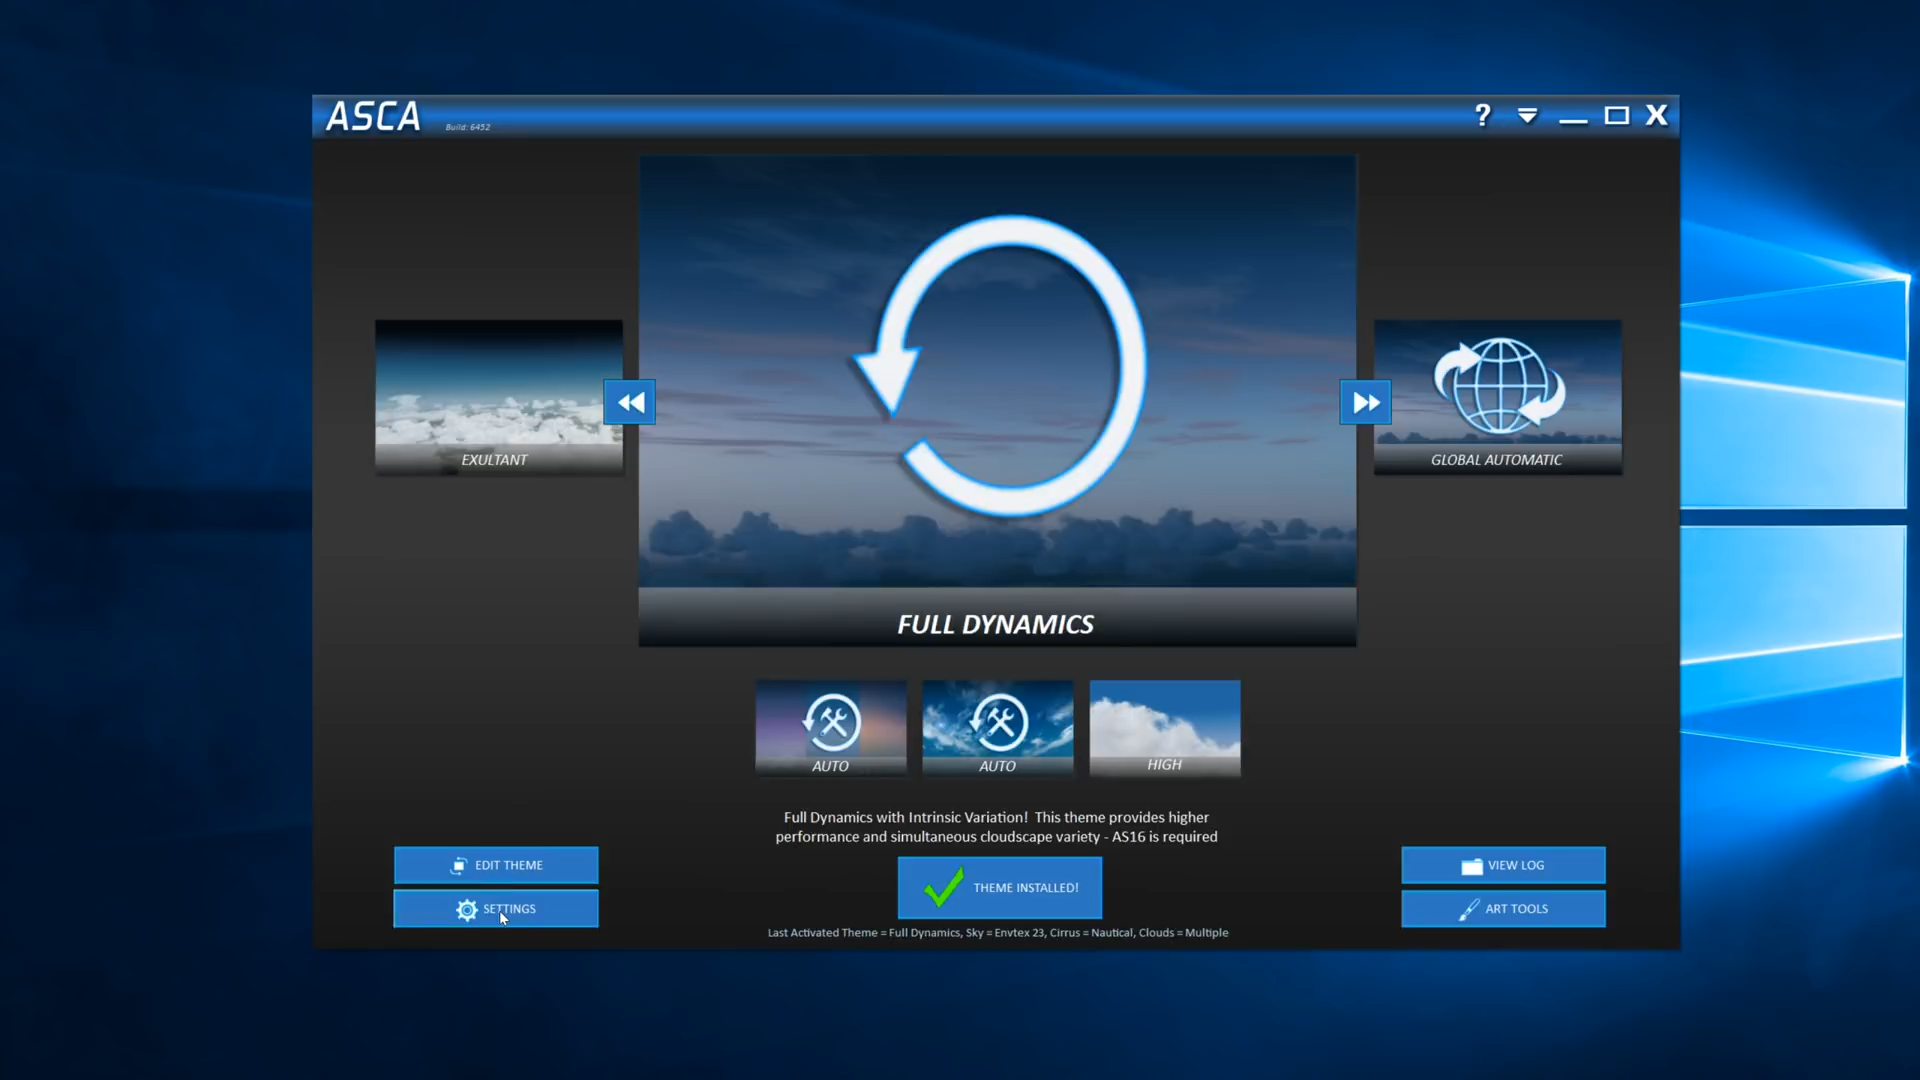 ASCA
Build: 6452
?
X
EXULTANT
GLOBAL AUTOMATIC
FULL DYNAMICS
AUTO
AUTO
HIGH
Full Dynamics with Intrinsic Variation! This theme provides higher
performance and simultaneous cloudscape variety - AS16 is required
EDIT THEME
SETTINGS
THEME INSTALLED!
VIEW LOG
ART TOOLS
Last Activated Theme = Full Dynamics, Sky = Envtex 23, Cirrus = Nautical, Clouds = Multiple